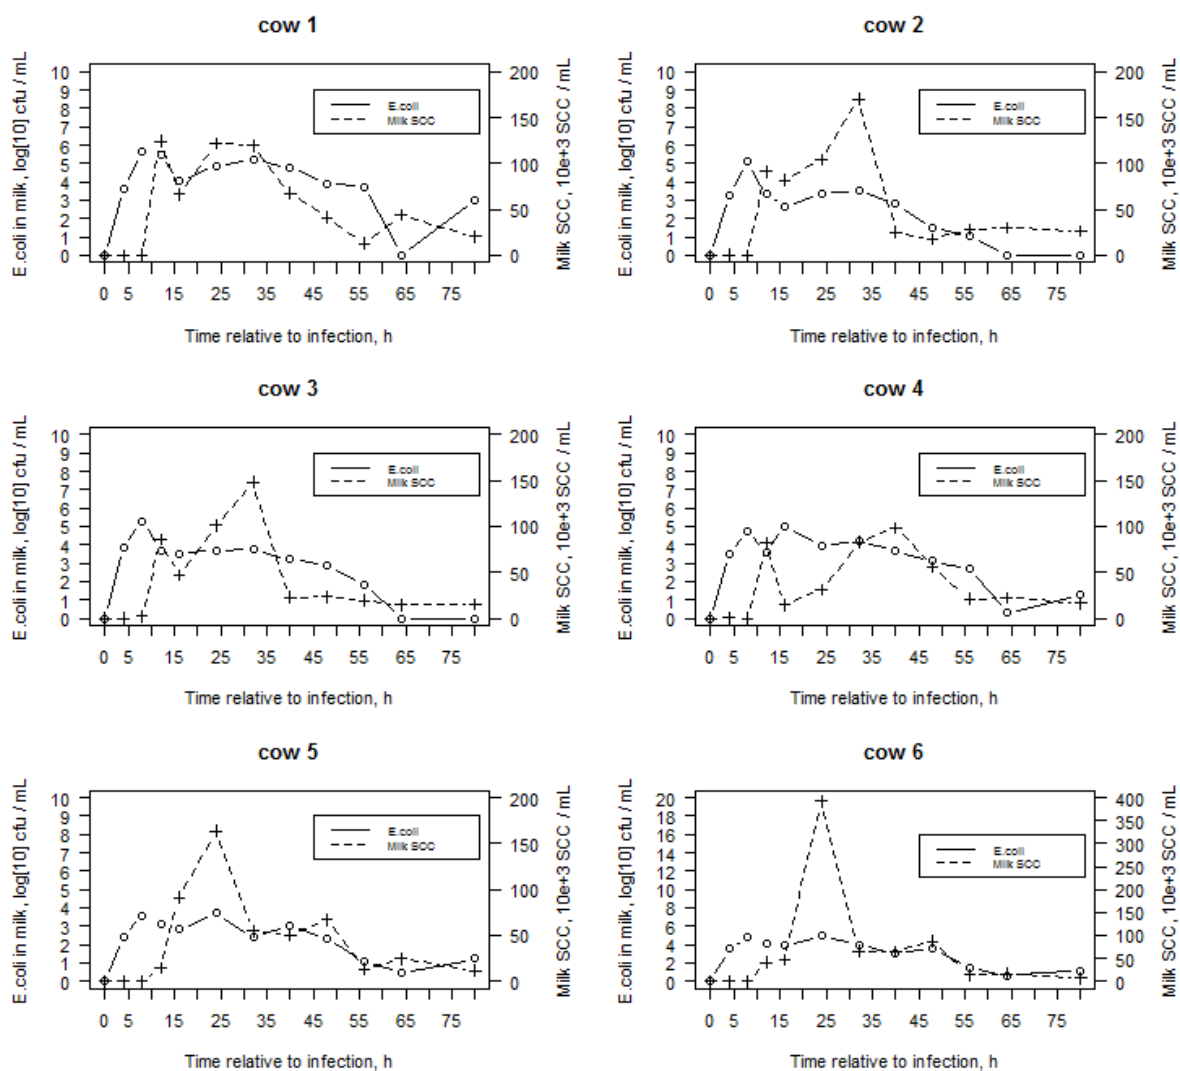 cow 1
E.coli in milk, log[10] cfu / mL
10
9
8
7
6
5
4
3
2
1
0
E.coli
Milk SCC
200
150
100
50
0
Milk SCC, 10e+3 SCC / mL
0 5 15 25 35 45 55 65 75
Time relative to infection, h
cow 2
E.coli in milk, log[10] cfu / mL
10
9
8
7
6
5
4
3
2
1
0
E.coli
Milk SCC
200
150
100
50
0
Milk SCC, 10e+3 SCC / mL
0 5 15 25 35 45 55 65 75
Time relative to infection, h
cow 3
E.coli in milk, log[10] cfu / mL
10
9
8
7
6
5
4
3
2
1
0
E.coli
Milk SCC
200
150
100
50
0
Milk SCC, 10e+3 SCC / mL
0 5 15 25 35 45 55 65 75
Time relative to infection, h
cow 4
E.coli in milk, log[10] cfu / mL
10
9
8
7
6
5
4
3
2
1
0
E.coli
Milk SCC
200
150
100
50
0
Milk SCC, 10e+3 SCC / mL
0 5 15 25 35 45 55 65 75
Time relative to infection, h
cow 5
E.coli in milk, log[10] cfu / mL
10
9
8
7
6
5
4
3
2
1
0
E.coli
Milk SCC
200
150
100
50
0
Milk SCC, 10e+3 SCC / mL
0 5 15 25 35 45 55 65 75
Time relative to infection, h
cow 6
E.coli in milk, log[10] cfu / mL
20
18
16
14
12
10
8
6
4
2
0
E.coli
Milk SCC
400
350
300
250
200
150
100
50
0
Milk SCC, 10e+3 SCC / mL
0 5 15 25 35 45 55 65 75
Time relative to infection, h